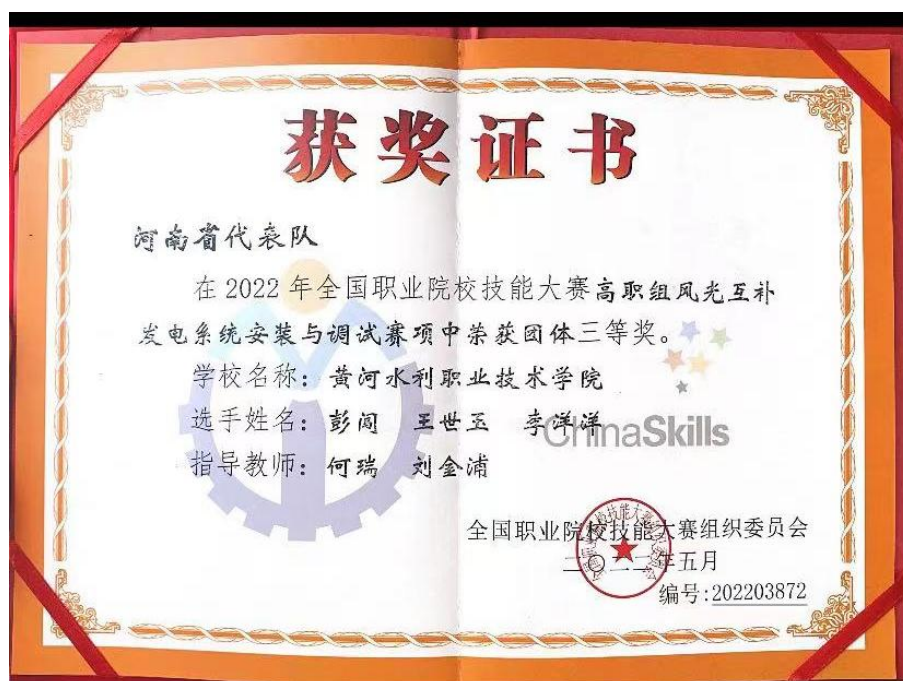 获奖证书
河南省代表队
在 2022 年全国职业院校技能大赛高职组风光互补
发电系统安装与调试赛项中荣获团体三等奖。
学校名称：黄河水利职业技术学院
选手姓名：彭闯 王世玉 李洋洋
指导教师：何瑞 刘金浦
ChinaSkills
全国职业院校技能大赛组织委员会
二〇二二年五月
编号:202203872